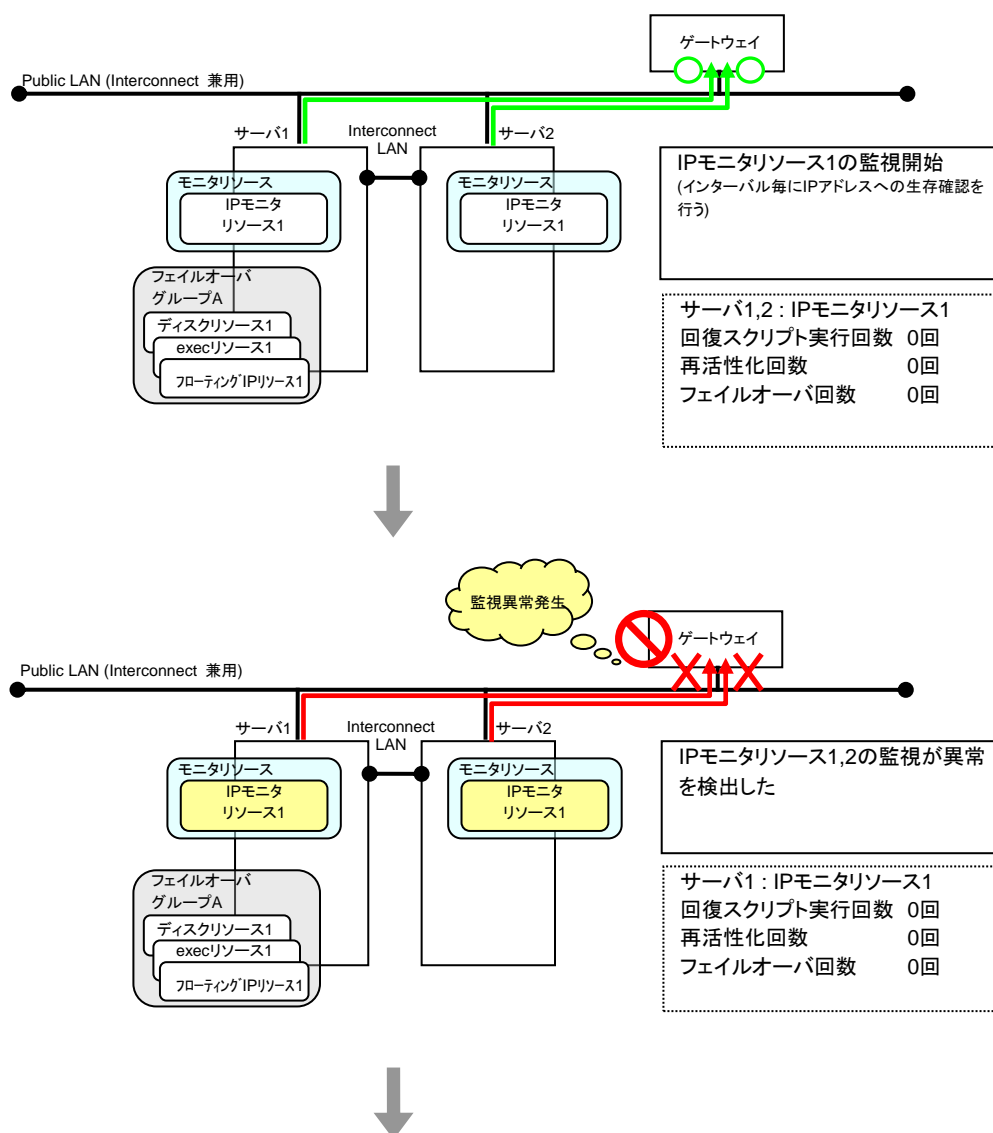 ゲートウェイ
Public LAN (Interconnect 兼用)
サーバ1
Interconnect
LAN
サーバ2
モニタリソース
IPモニタ
リソース1
モニタリソース
IPモニタ
リソース1
フェイルオーバ
グループA
ディスクリソース1
execリソース1
フローティングIPリソース1
IPモニタリソース1の監視開始
(インターバル毎にIPアドレスへの生存確認を
行う)
サーバ1,2 : IPモニタリソース1
回復スクリプト実行回数 0回
再活性化回数 0回
フェイルオーバ回数 0回
監視異常発生
ゲートウェイ
Public LAN (Interconnect 兼用)
サーバ1
Interconnect
LAN
サーバ2
モニタリソース
IPモニタ
リソース1
モニタリソース
IPモニタ
リソース1
フェイルオーバ
グループA
ディスクリソース1
execリソース1
フローティングIPリソース1
IPモニタリソース1,2の監視が異常
を検出した
サーバ1 : IPモニタリソース1
回復スクリプト実行回数 0回
再活性化回数 0回
フェイルオーバ回数 0回